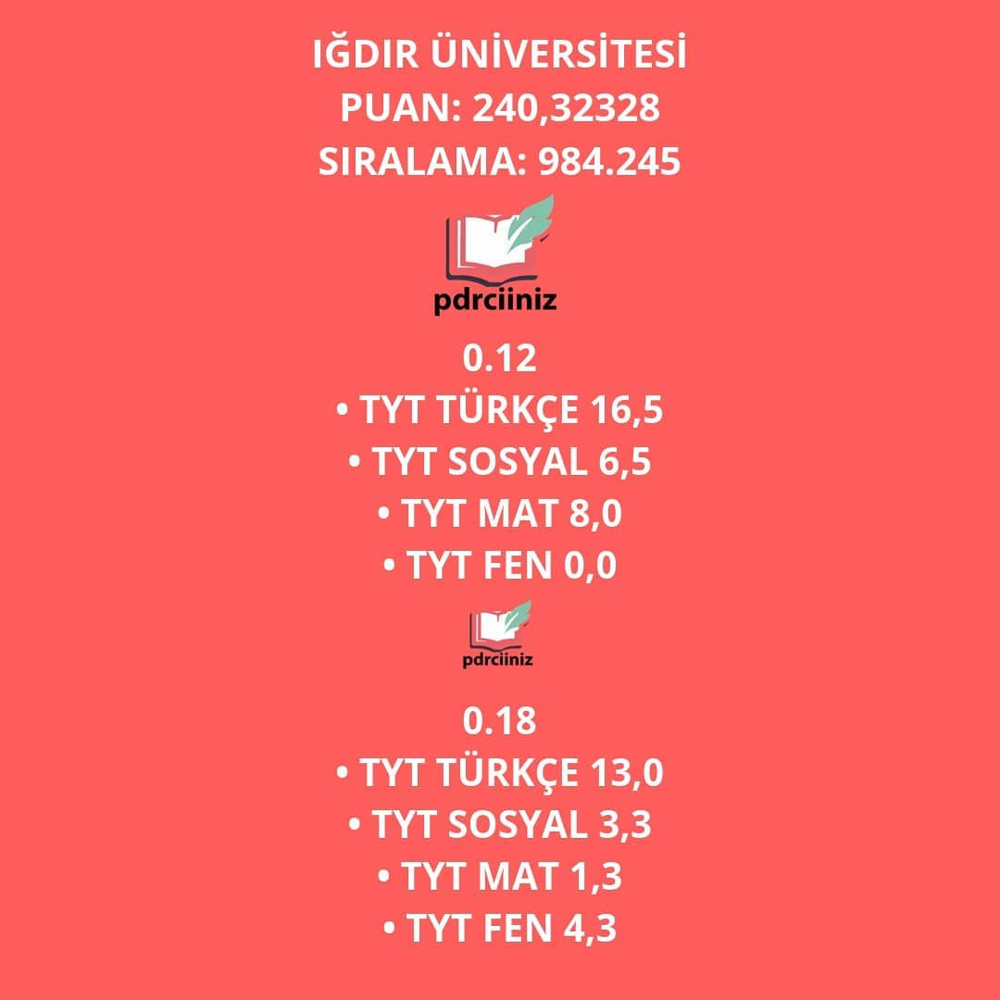 IĞDIR ÜNİVERSİTESİ
PUAN: 240,32328
SIRALAMA: 984.245
pdrciiniz
0.12
• TYT TÜRKÇE 16,5
• TYT SOSYAL 6,5
• TYT MAT 8,0
• TYT FEN 0,0
pdrciiniz
0.18
• TYT TÜRKÇE 13,0
• TYT SOSYAL 3,3
• TYT MAT 1,3
• TYT FEN 4,3